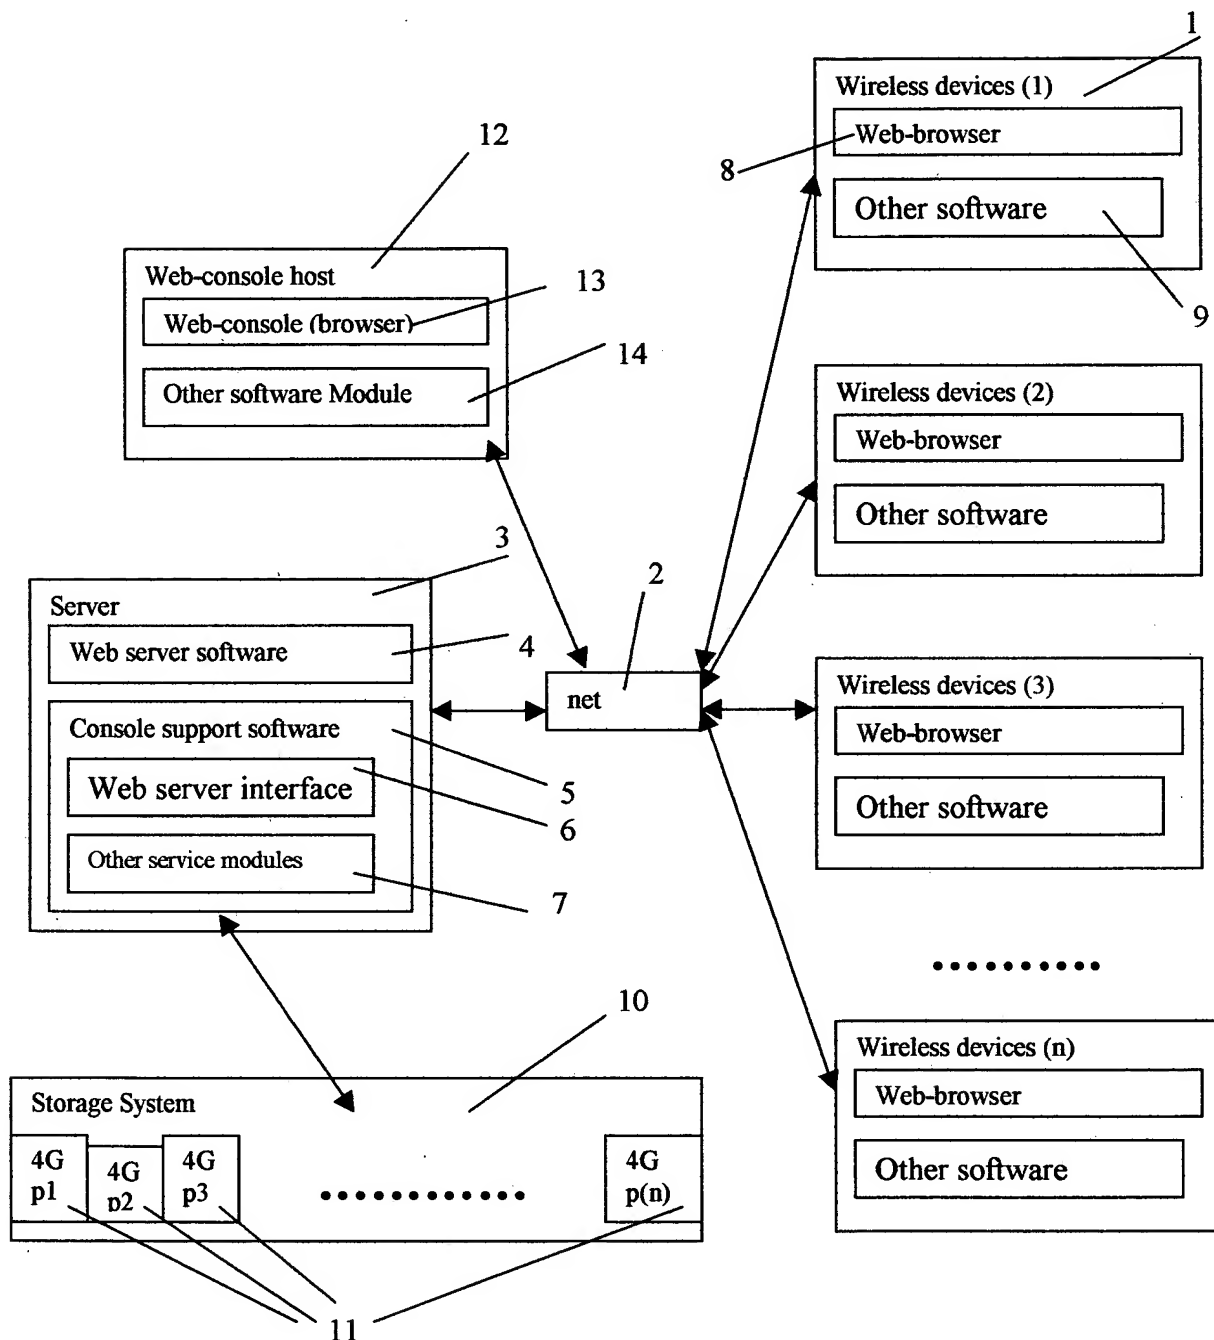 1
Wireless devices (1)
Web-browser
8
Other software
9
12
Web-console host
Web-console (browser)
13
Other software Module
14
Wireless devices (2)
Web-browser
Other software
3
Server
Web server software
4
Console support software
5
Web server interface
6
Other service modules
7
2
net
Wireless devices (3)
Web-browser
Other software
10
Storage System
4G
p1
4G
p2
4G
p3
4G
p(n)
11
Wireless devices (n)
Web-browser
Other software